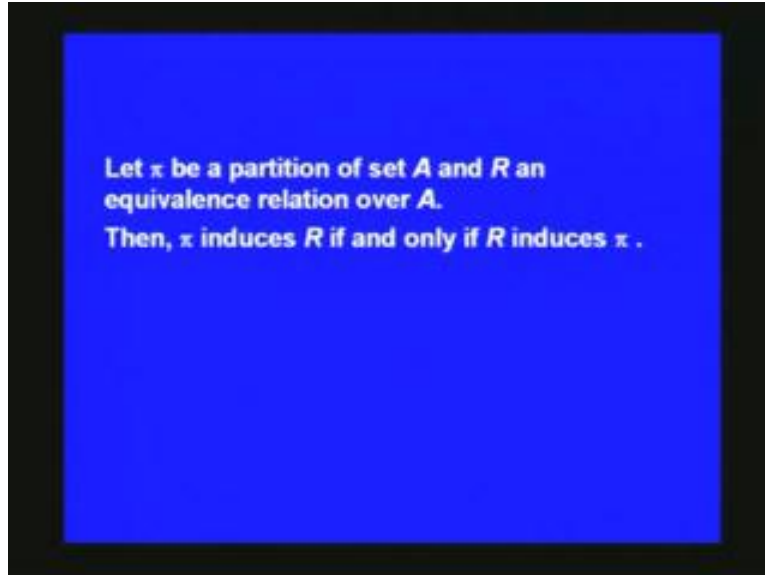 Let π be a partition of set A and R an
equivalence relation over A.
Then, π induces R if and only if R induces π .